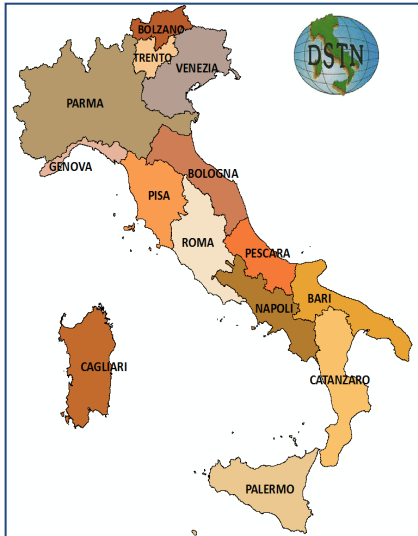 BOLZANO
DSTN
TRENTO
VENEZIA
PARMA
GENOVA
BOLOGNA
PISA
ROMA
PESCARA
BARI
NAPOLI
CAGLIARI
CATANZARO
PALERMO